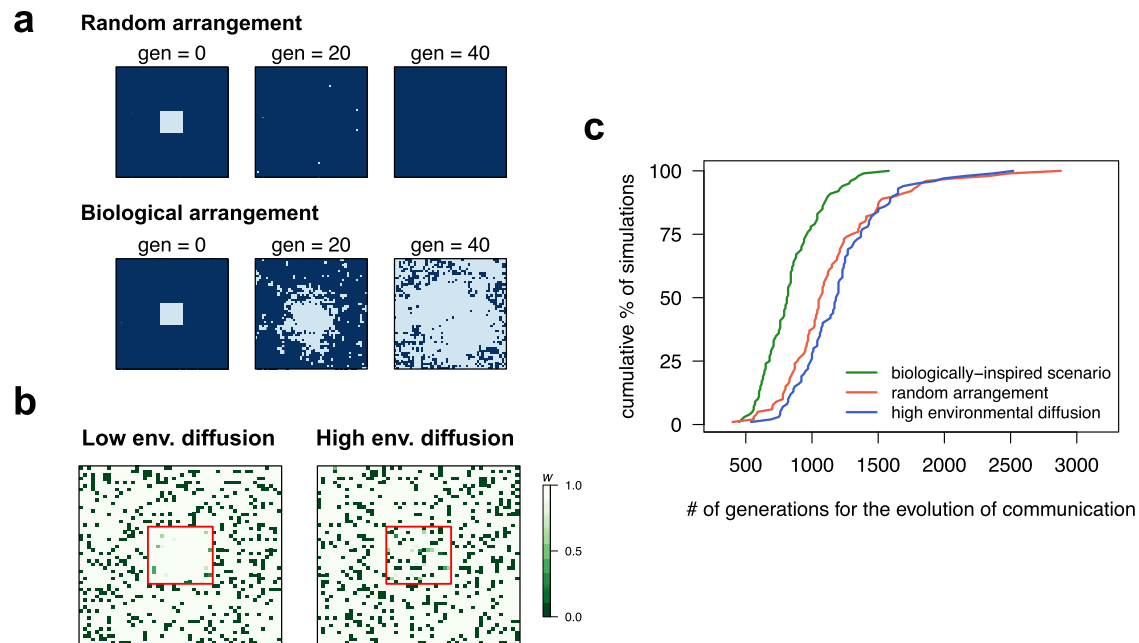 a
Random arrangement
gen = 0 gen = 20 gen = 40
Biological arrangement
gen = 0 gen = 20 gen = 40
b
Low env. diffusion High env. diffusion
w
1.0
0.5
0.0
c
cumulative % of simulations
100
75
50
25
0
biologically−inspired scenario
random arrangement
high environmental diffusion
500 1000 1500 2000 2500 3000
# of generations for the evolution of communication